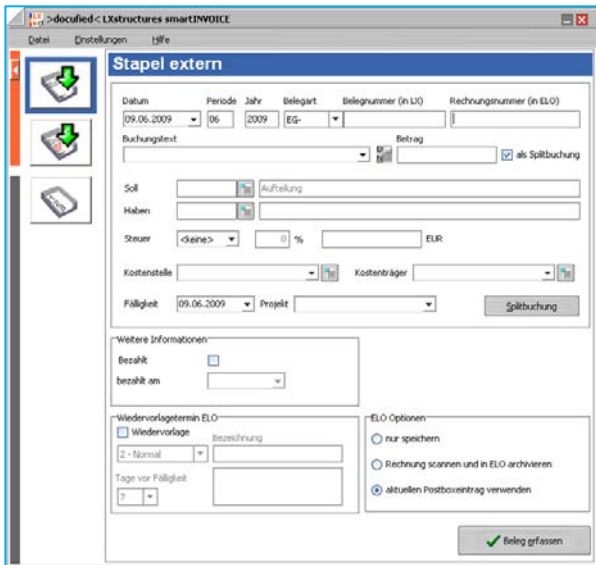 >docufied< LXstructures smartINVOICE
Datei Einstellungen Hilfe
Stapel extern
Datum Periode Jahr Belegart Belegnummer (in LX) Rechnungsnummer (in ELO)
09.06.2009 06 2009 EG-
Buchungstext Betrag
als Splitbuchung
Soll Aufteilung
Haben
Steuer <keine> 0 % EUR
Kostenstelle Kostenträger
Fälligkeit 09.06.2009 Projekt Splitbuchung
Weitere Informationen
Bezahlt
bezahlt am
Wiedervorlagetermin ELO ELO Optionen
Wiedervorlage Bezeichnung nur speichern
2 - Normal
Rechnung scannen und in ELO archivieren
Tage vor Fälligkeit
7 aktuellen Postboxeintrag verwenden
Beleg erfassen